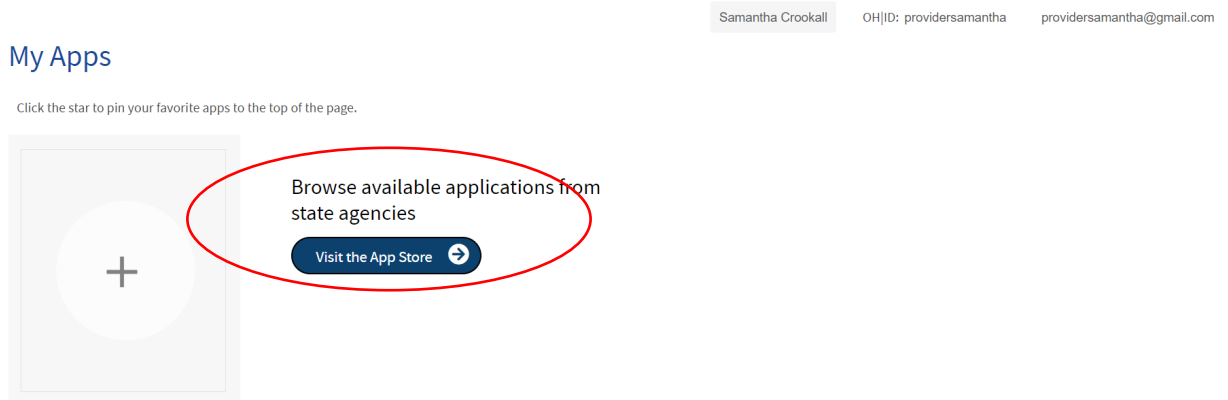 Samantha Crookall OH|ID: providersamantha providersamantha@gmail.com
My Apps
Click the star to pin your favorite apps to the top of the page.
Browse available applications from
state agencies
Visit the App Store